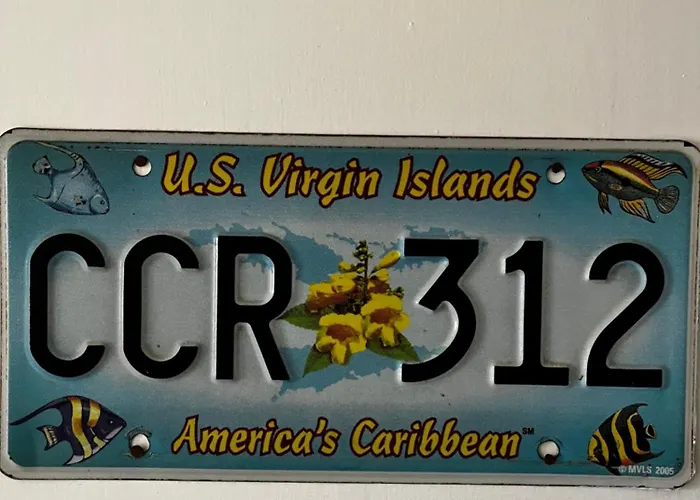 U.S. Virgin Islands
CCR 312
America's Caribbean℠
© MVLS 2005